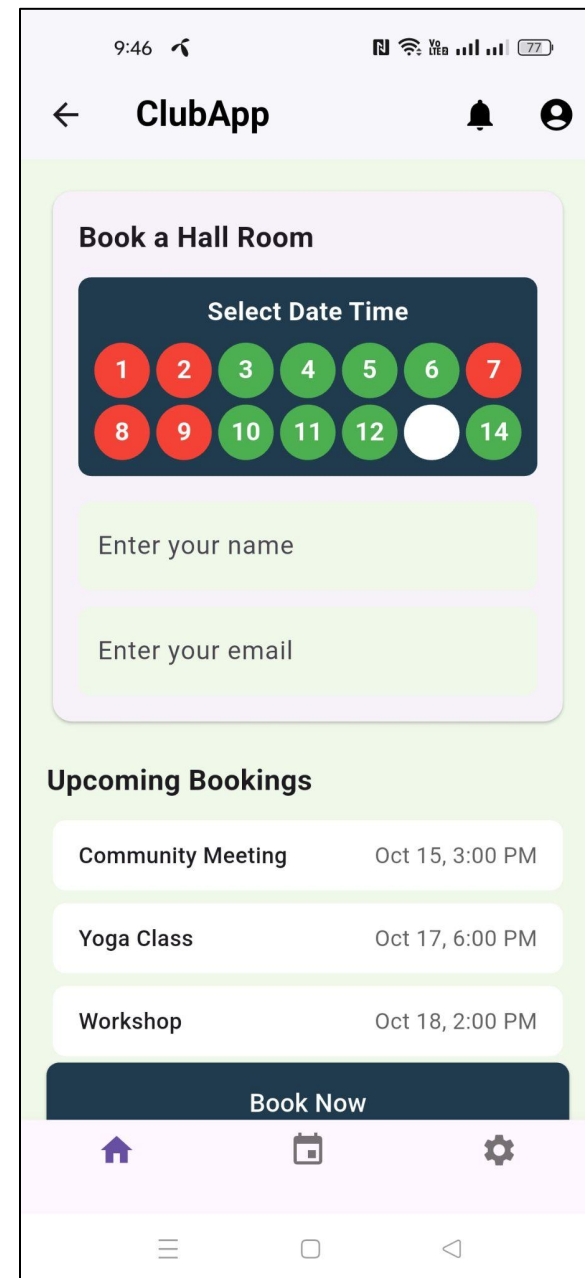 9:46 Vo LTE2 77
ClubApp
Book a Hall Room
Select Date Time
1 2 3 4 5 6 7
8 9 10 11 12 14
Enter your name
Enter your email
Upcoming Bookings
Community Meeting Oct 15, 3:00 PM
Yoga Class Oct 17, 6:00 PM
Workshop Oct 18, 2:00 PM
Book Now